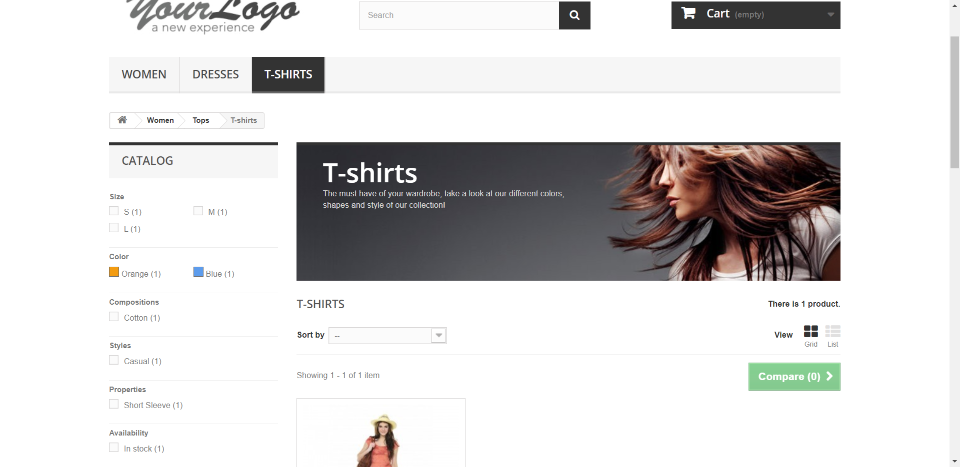 YourLogo
a new experience
Search
Cart (empty)
WOMEN DRESSES T-SHIRTS
Women Tops T-shirts
CATALOG
Size
S (1) M (1)
L (1)
Color
Orange (1) Blue (1)
Compositions
Cotton (1)
Styles
Casual (1)
Properties
Short Sleeve (1)
Availability
In stock (1)
T-shirts
The must have of your wardrobe, take a look at our different colors,
shapes and style of our collection!
T-SHIRTS There is 1 product.
Sort by -- View Grid List
Showing 1 - 1 of 1 item
Compare (0)